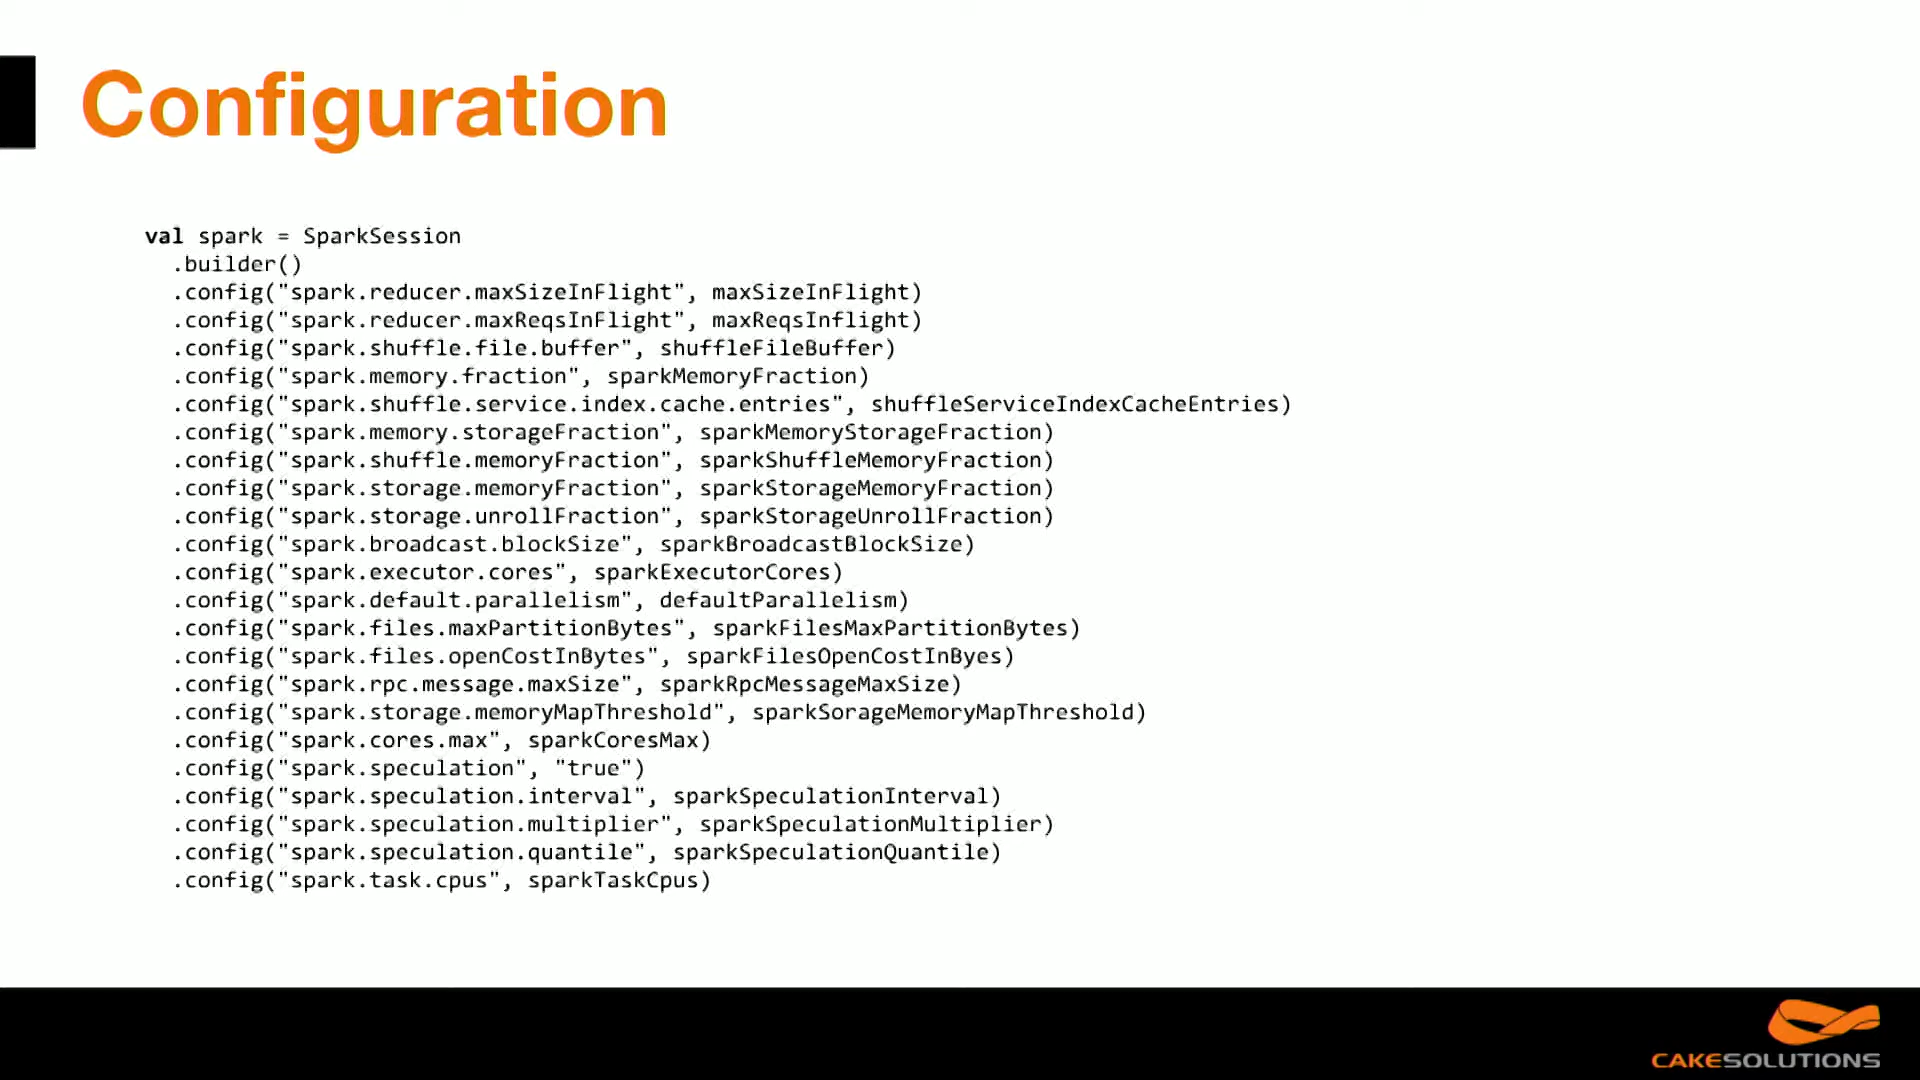 Configuration
val spark = SparkSession
.builder()
.config("spark.reducer.maxSizeInFlight", maxSizeInFlight)
.config("spark.reducer.maxReqsInFlight", maxReqsInflight)
.config("spark.shuffle.file.buffer", shuffleFileBuffer)
.config("spark.memory.fraction", sparkMemoryFraction)
.config("spark.shuffle.service.index.cache.entries", shuffleServiceIndexCacheEntries)
.config("spark.memory.storageFraction", sparkMemoryStorageFraction)
.config("spark.shuffle.memoryFraction", sparkShuffleMemoryFraction)
.config("spark.storage.memoryFraction", sparkStorageMemoryFraction)
.config("spark.storage.unrollFraction", sparkStorageUnrollFraction)
.config("spark.broadcast.blockSize", sparkBroadcastBlockSize)
.config("spark.executor.cores", sparkExecutorCores)
.config("spark.default.parallelism", defaultParallelism)
.config("spark.files.maxPartitionBytes", sparkFilesMaxPartitionBytes)
.config("spark.files.openCostInBytes", sparkFilesOpenCostInByes)
.config("spark.rpc.message.maxSize", sparkRpcMessageMaxSize)
.config("spark.storage.memoryMapThreshold", sparkSorageMemoryMapThreshold)
.config("spark.cores.max", sparkCoresMax)
.config("spark.speculation", "true")
.config("spark.speculation.interval", sparkSpeculationInterval)
.config("spark.speculation.multiplier", sparkSpeculationMultiplier)
.config("spark.speculation.quantile", sparkSpeculationQuantile)
.config("spark.task.cpus", sparkTaskCpus)
CAKESOLUTIONS